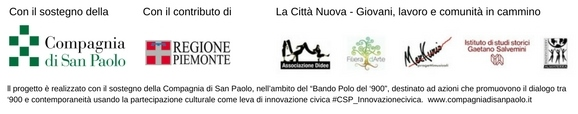 Con il sostegno della
Con il contributo di
La Città Nuova - Giovani, lavoro e comunità in cammino
Compagnia
di San Paolo
REGIONE
PIEMONTE
Associazione Didee
Fiera d'Arte
MerKurio
Istituto di studi storici
Gaetano Salvemini
Il progetto è realizzato con il sostegno della Compagnia di San Paolo, nell'ambito del "Bando Polo del '900", destinato ad azioni che promuovono il dialogo tra
'900 e contemporaneità usando la partecipazione culturale come leva di innovazione civica #CSP_Innovazionecivica. www.compagniadisanpaolo.it